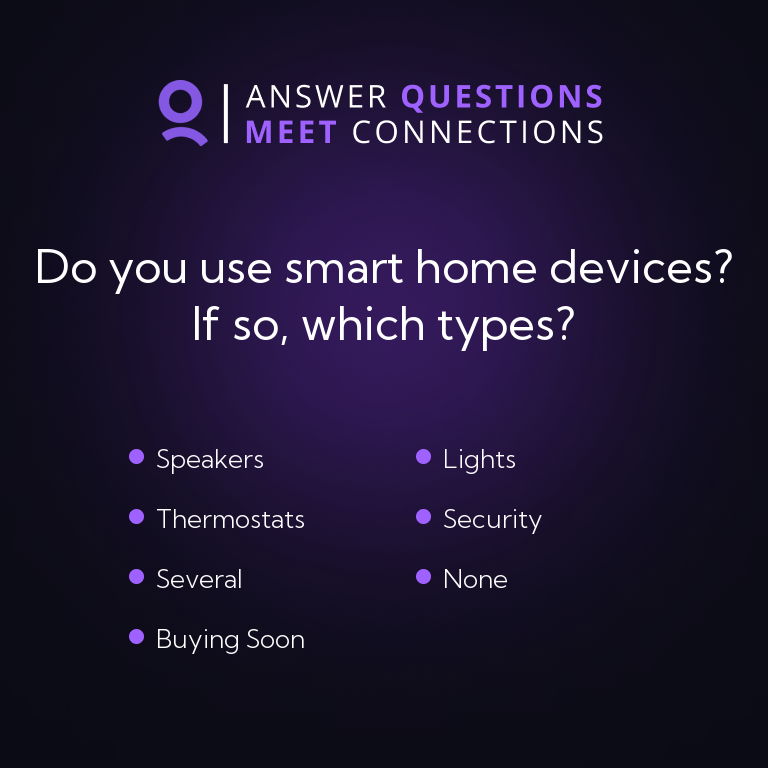 ANSWER QUESTIONS
MEET CONNECTIONS
Do you use smart home devices?
If so, which types?
Speakers
Lights
Thermostats
Security
Several
None
Buying Soon